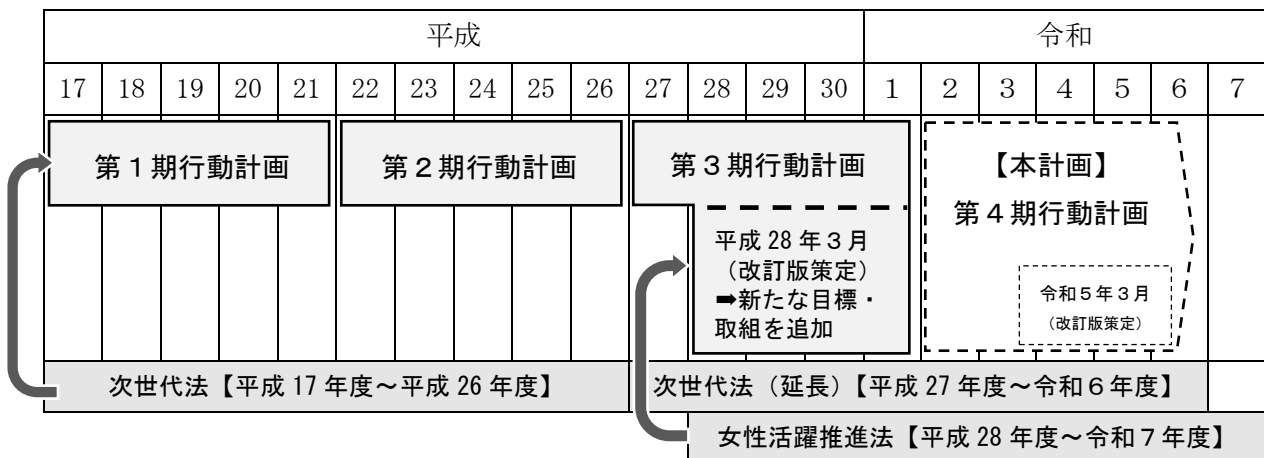 平成 令和
17 18 19 20 21 22 23 24 25 26 27 28 29 30 1 2 3 4 5 6 7
第1期行動計画
第2期行動計画
第3期行動計画
平成 28 年3月
(改訂版策定)
➡新たな目標・
取組を追加
【本計画】
第4期行動計画
令和5年3月
(改訂版策定)
次世代法【平成 17 年度~平成 26 年度】
次世代法(延長)【平成 27 年度~令和6年度】
女性活躍推進法【平成 28 年度~令和7年度】